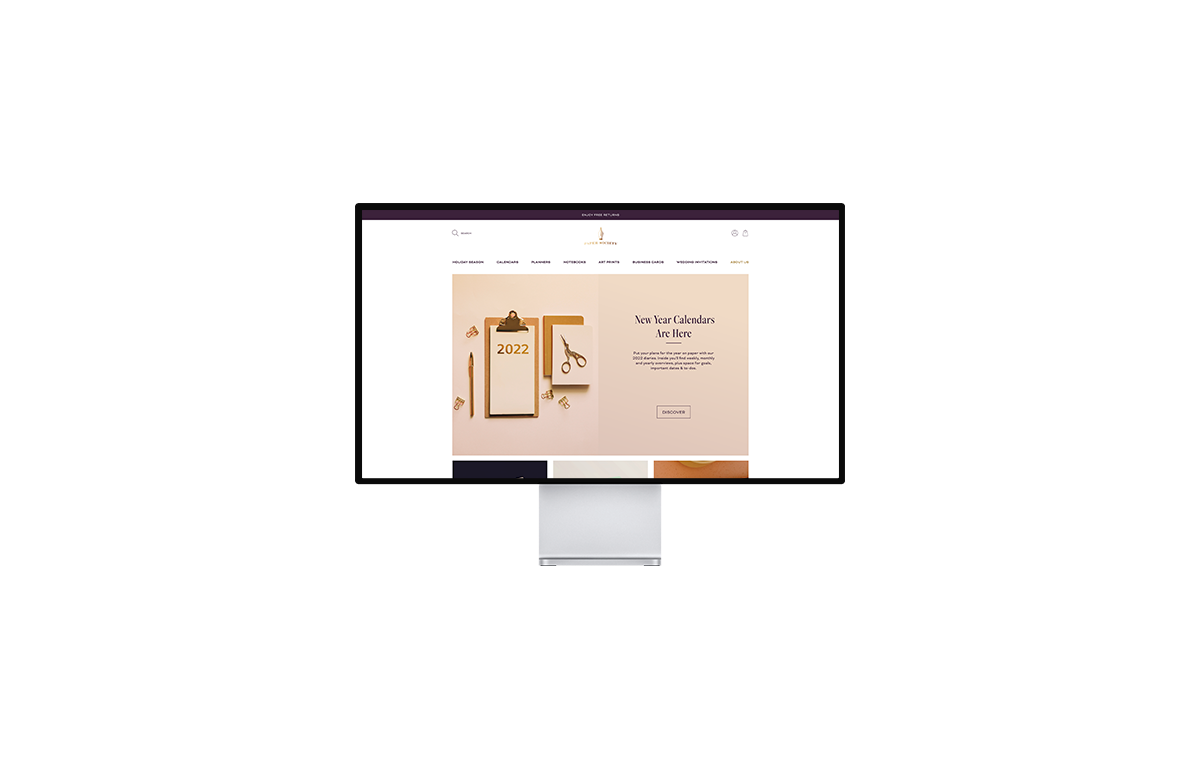 ENJOY FREE RETURNS
SEARCH
HOLIDAY SEASON CALENDARS PLANNERS NOTEBOOKS ART PRINTS BUSINESS CARDS WEDDING INVITATIONS ABOUT US
2022
New Year Calendars
Are Here
Put your plans for the year on paper with our
2022 diaries. Inside you'll find weekly, monthly
and yearly overviews, plus space for goals,
important dates & to dos.
DISCOVER